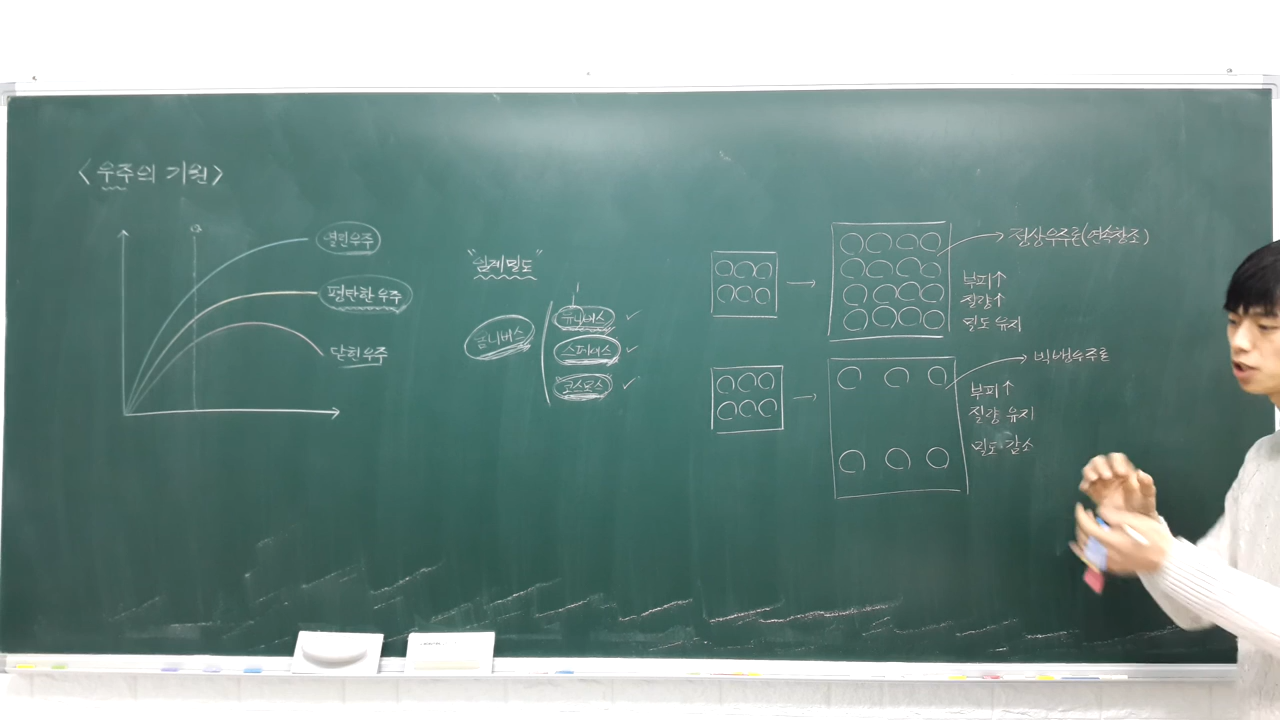 <우주의 기원>
열린우주
평탄한 우주
닫힌우주
"임계밀도"
옴니버스
유니버스
스페이스
코스모스
정상우주론(연속창조)
부피↑
질량↑
밀도 유지
빅뱅우주론
부피↑
질량 유지
밀도 감소